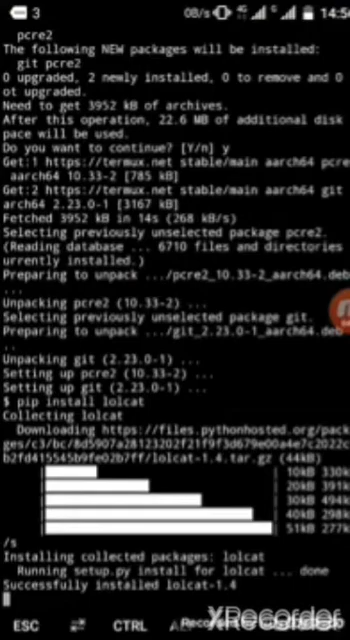 3 0B/s 14:5
pcre2
The following NEW packages will be installed:
git pcre2
0 upgraded, 2 newly installed, 0 to remove and 0
ot upgraded.
Need to get 3952 kB of archives.
After this operation, 22.6 MB of additional disk
pace will be used.
Do you want to continue? [Y/n] y
Get:1 https://termux.net stable/main aarch64 pcre
aarch64 10.33-2 [785 kB]
Get:2 https://termux.net stable/main aarch64 git
arch64 2.23.0-1 [3167 kB]
Fetched 3952 kB in 14s (268 kB/s)
Selecting previously unselected package pcre2.
(Reading database ... 6710 files and directories
urrently installed.)
Preparing to unpack .../pcre2_10.33-2_aarch64.deb
...
Unpacking pcre2 (10.33-2) ...
Selecting previously unselected package git.
Preparing to unpack .../git_2.23.0-1_aarch64.deb
..
Unpacking git (2.23.0-1) ...
Setting up pcre2 (10.33-2) ...
Setting up git (2.23.0-1) ...
$ pip install lolcat
Collecting lolcat
Downloading https://files.pythonhosted.org/pack
ges/c3/bc/
/lolcat-1.4.tar.gz (44kB)
10kB 330k
20kB 391k
30kB 494k
40kB 298k
51kB 277k
/s
Installing collected packages: lolcat
Running setup.py install for lolcat ... done
Successfully installed lolcat-1.4
ESC CTRL
XRecorder